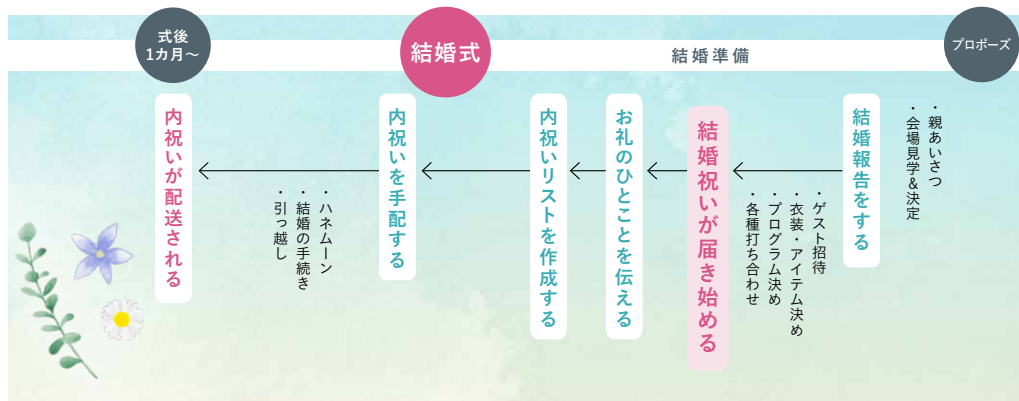 プロポーズ
結婚準備
結婚式
式後
1カ月〜
・親あいさつ
・会場見学&決定
結婚報告をする
・ゲスト招待
・衣装・アイテム決め
・プログラム決め
・各種打ち合わせ
結婚祝いが届き始める
お礼のひとことを伝える
内祝いリストを作成する
内祝いを手配する
・ハネムーン
・結婚の手続き
・引っ越し
内祝いが配送される